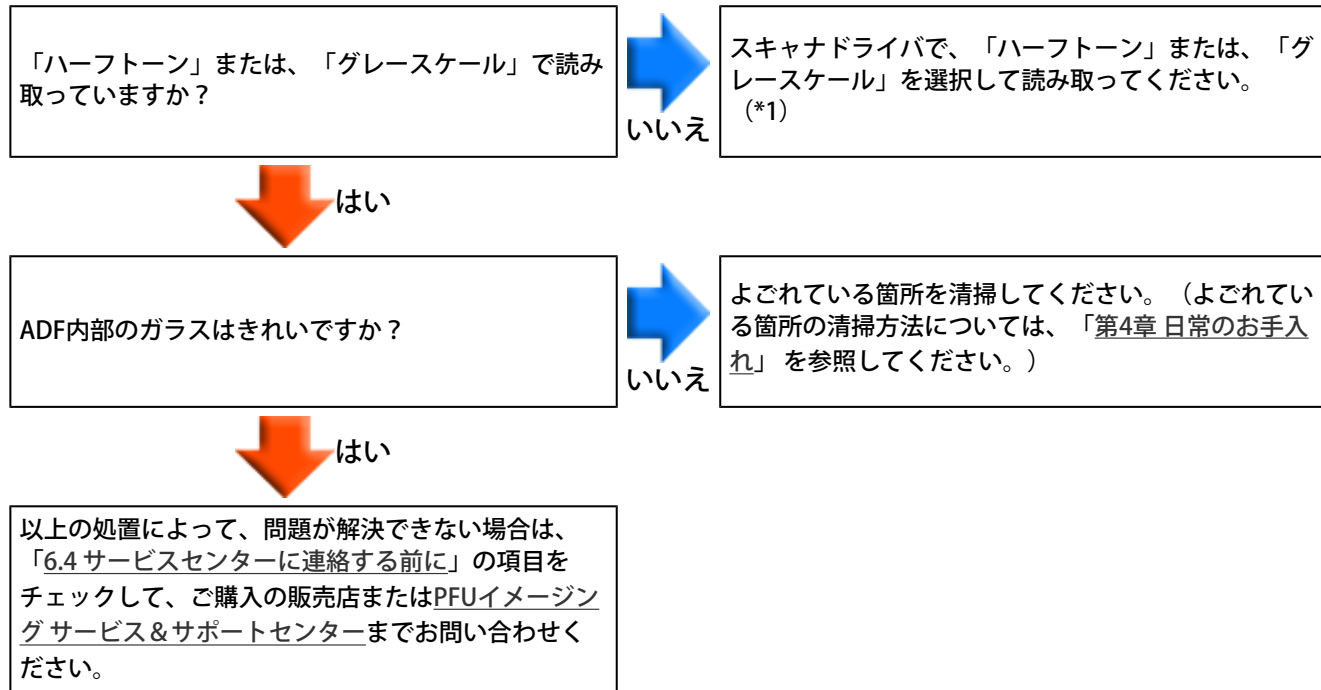 「ハーフトーン」または、「グレースケール」で読み
取っていますか？
いいえ
スキャナドライバで、「ハーフトーン」または、「グ
レースケール」を選択して読み取ってください。
（*1）
はい
ADF内部のガラスはきれいですか？
いいえ
よごれている箇所を清掃してください。（よごれてい
る箇所の清掃方法については、「第4章 日常のお手入
れ」 を参照してください。）
はい
以上の処置によって、問題が解決できない場合は、
「6.4 サービスセンターに連絡する前に」の項目を
チェックして、ご購入の販売店またはPFUイメージン
グ サービス＆サポートセンターまでお問い合わせく
ださい。